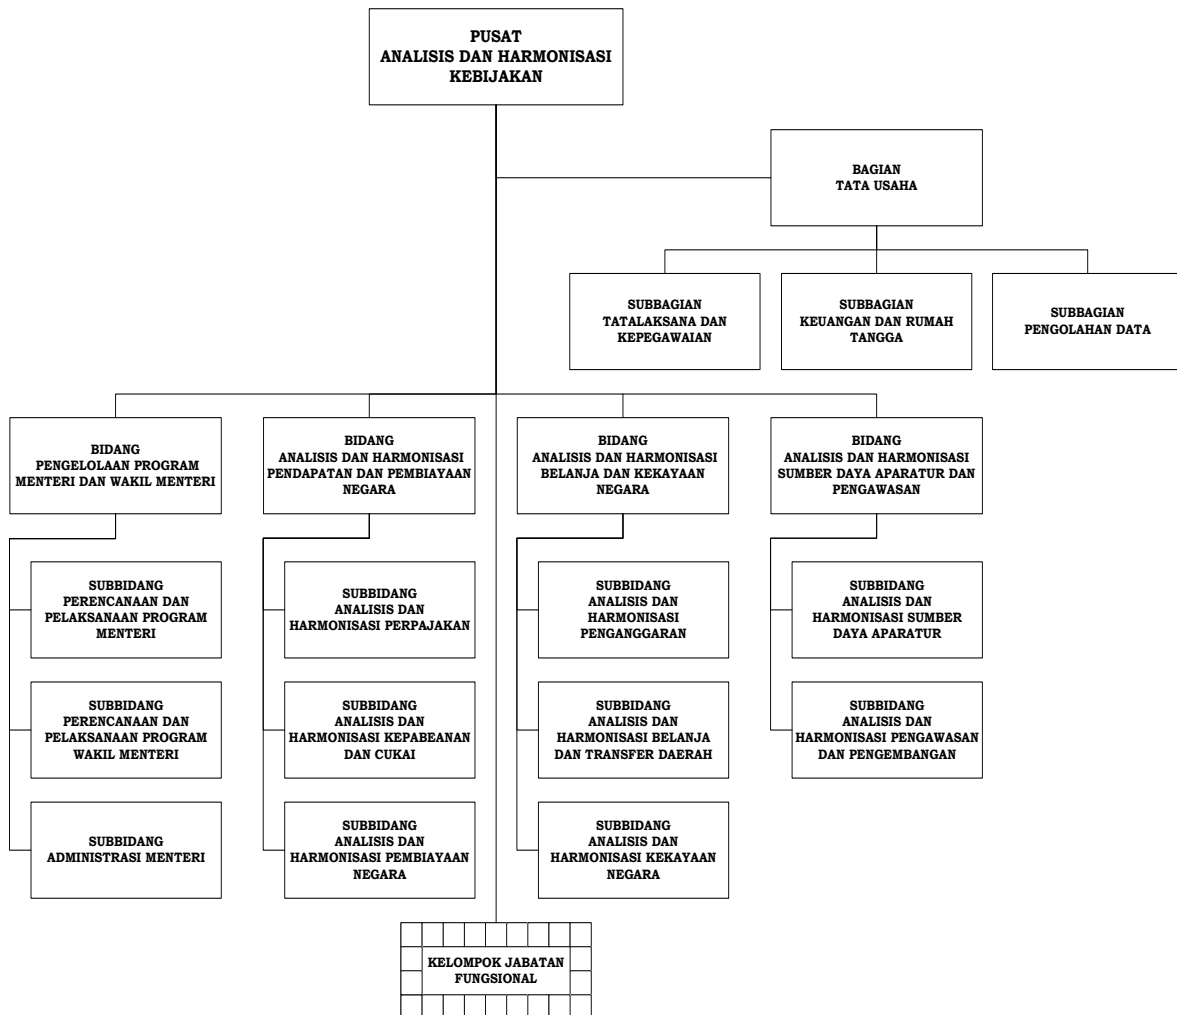 PUSAT
ANALISIS DAN HARMONISASI
KEBIJAKAN
BAGIAN
TATA USAHA
SUBBAGIAN
TATALAKSANA DAN
KEPEGAWAIAN
SUBBAGIAN
KEUANGAN DAN RUMAH
TANGGA
SUBBAGIAN
PENGOLAHAN DATA
BIDANG
PENGELOLAAN PROGRAM
MENTERI DAN WAKIL MENTERI
BIDANG
ANALISIS DAN HARMONISASI
PENDAPATAN DAN PEMBIAYAAN
NEGARA
BIDANG
ANALISIS DAN HARMONISASI
BELANJA DAN KEKAYAAN
NEGARA
BIDANG
ANALISIS DAN HARMONISASI
SUMBER DAYA APARATUR DAN
PENGAWASAN
SUBBIDANG
PERENCANAAN DAN
PELAKSANAAN PROGRAM
MENTERI
SUBBIDANG
ANALISIS DAN
HARMONISASI PERPAJAKAN
SUBBIDANG
ANALISIS DAN
HARMONISASI
PENGANGGARAN
SUBBIDANG
ANALISIS DAN
HARMONISASI SUMBER
DAYA APARATUR
SUBBIDANG
PERENCANAAN DAN
PELAKSANAAN PROGRAM
WAKIL MENTERI
SUBBIDANG
ANALISIS DAN
HARMONISASI KEPABEANAN
DAN CUKAI
SUBBIDANG
ANALISIS DAN
HARMONISASI BELANJA
DAN TRANSFER DAERAH
SUBBIDANG
ANALISIS DAN
HARMONISASI PENGAWASAN
DAN PENGEMBANGAN
SUBBIDANG
ADMINISTRASI MENTERI
SUBBIDANG
ANALISIS DAN
HARMONISASI PEMBIAYAAN
NEGARA
SUBBIDANG
ANALISIS DAN
HARMONISASI KEKAYAAN
NEGARA
KELOMPOK JABATAN
FUNGSIONAL